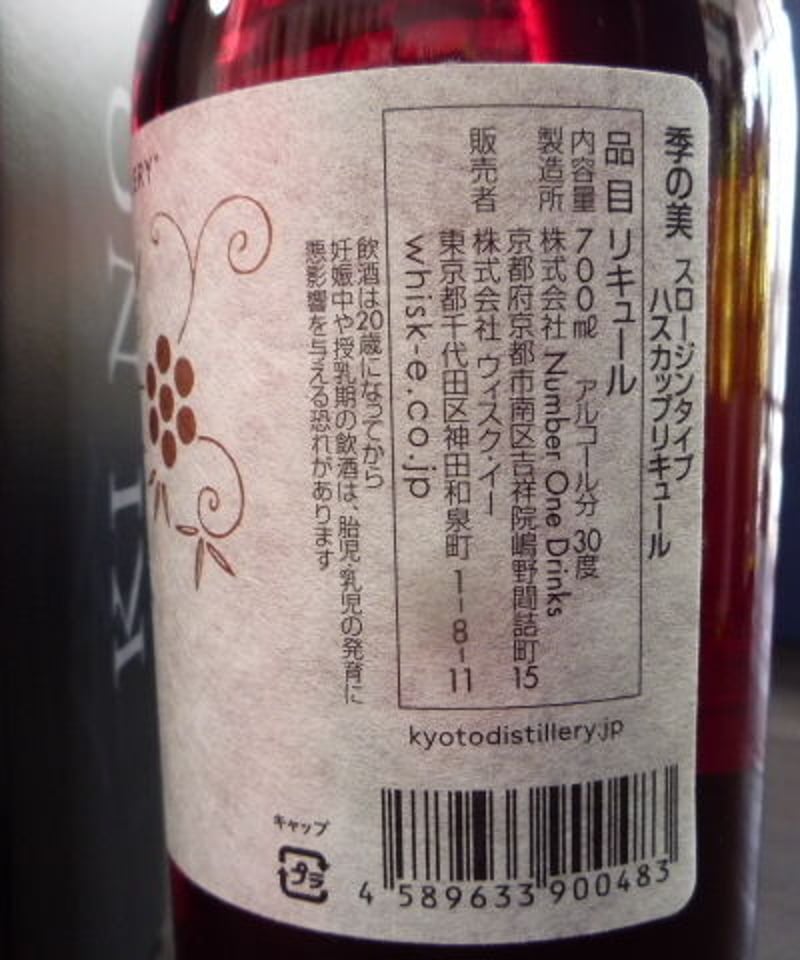 季の美 スロージンタイプ
ハスカップリキュール
品目 リキュール
内容量 700㎖ アルコール分 30度
製造所 株式会社 Number One Drinks
京都府京都市南区吉祥院嶋野間詰町15
販売者 株式会社 ウィスク・イー
東京都千代田区神田和泉町 1-8-11
whisk-e.co.jp
飲酒は20歳になってから
妊娠中や授乳期の飲酒は、胎児・乳児の発育に
悪影響を与える恐れがあります
kyotodistillery.jp
キャップ
プラ
4 589633 900483
ERY
KI NO